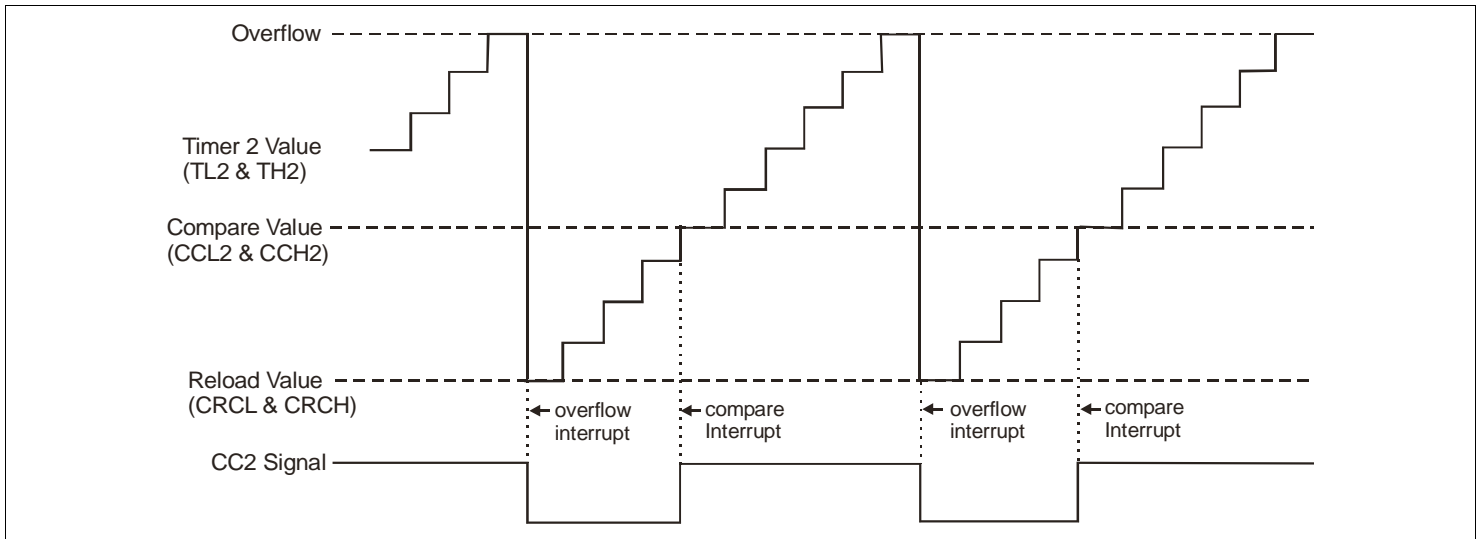 Overflow
Timer 2 Value
(TL2 & TH2)
Compare Value
(CCL2 & CCH2)
Reload Value
(CRCL & CRCH)
overflow
interrupt
compare
Interrupt
overflow
interrupt
compare
Interrupt
CC2 Signal